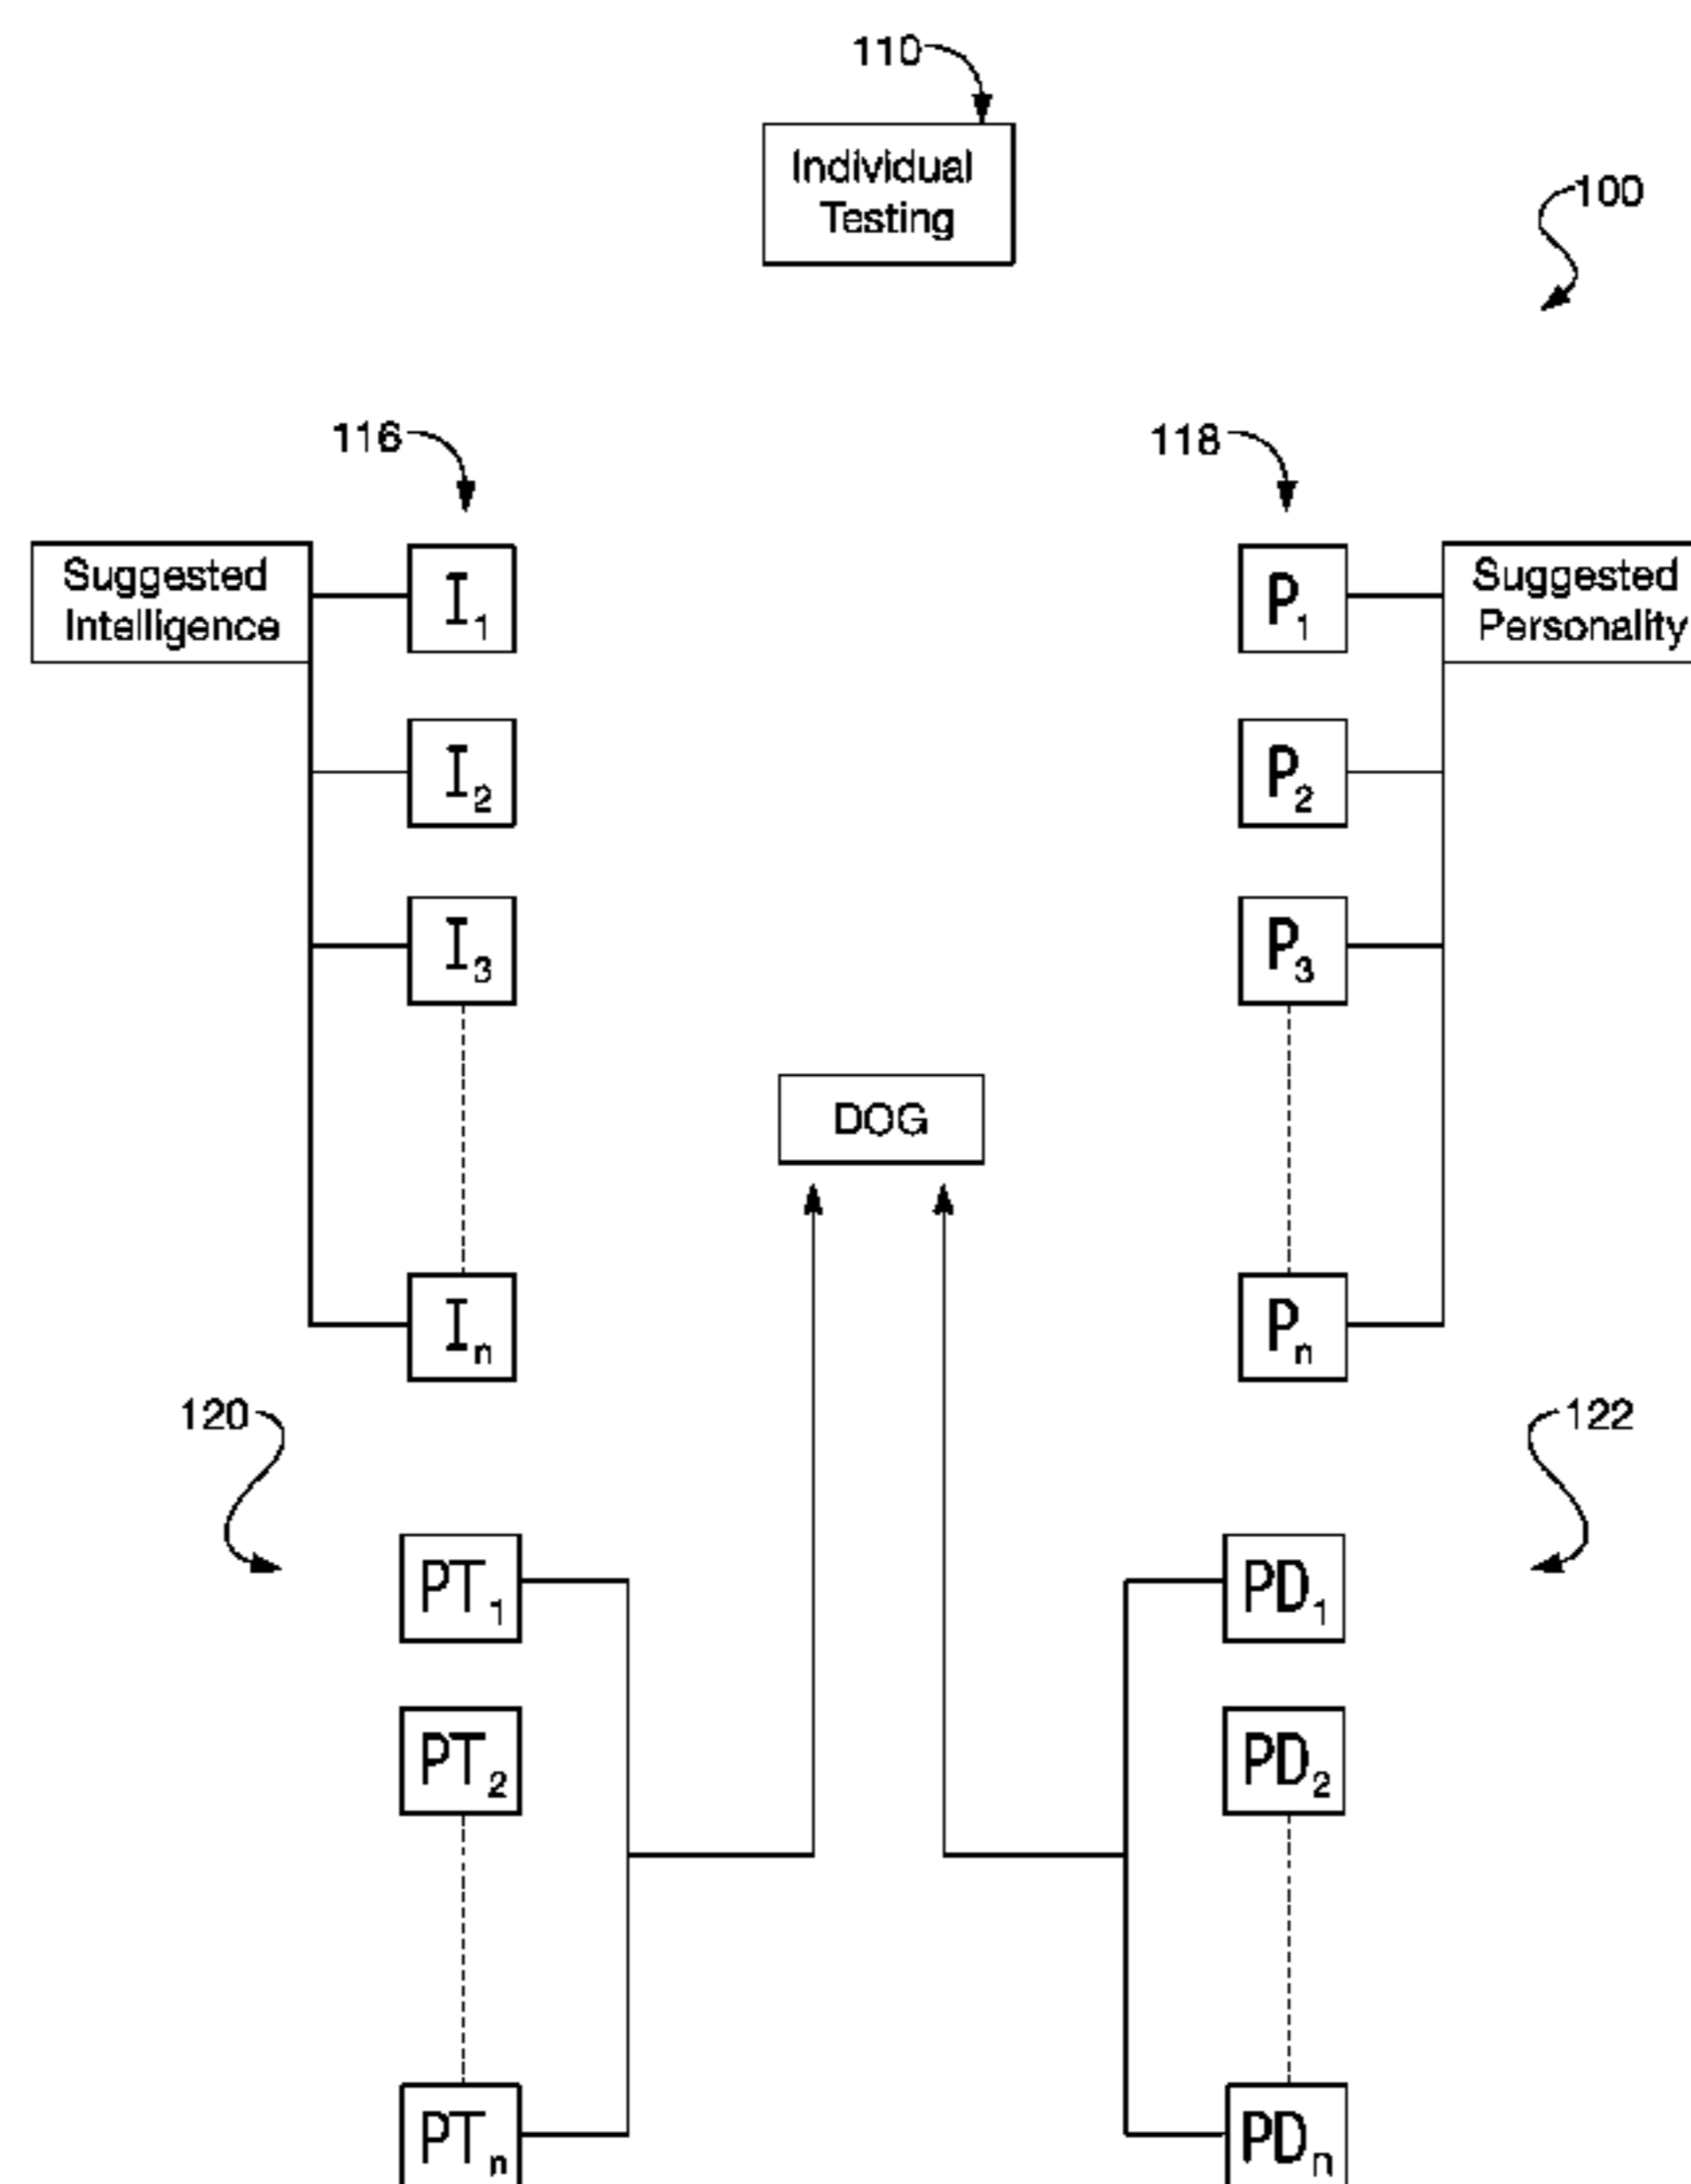 110
Individual
Testing
100
116
118
Suggested
Intelligence
I1
P1
Suggested
Personality
I2
P2
I3
P3
DOG
In
Pn
120
122
PT1
PD1
PT2
PD2
PTn
PDn